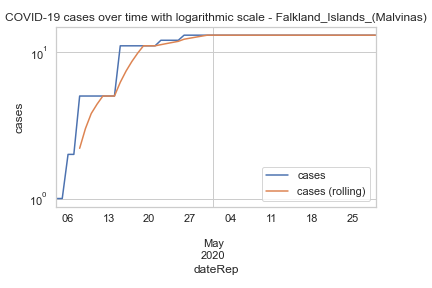 COVID-19 cases over time with logarithmic scale - Falkland_Islands_(Malvinas)
10¹
10⁰
cases
cases
cases (rolling)
06 13 20 27 04 11 18 25
May
2020
dateRep